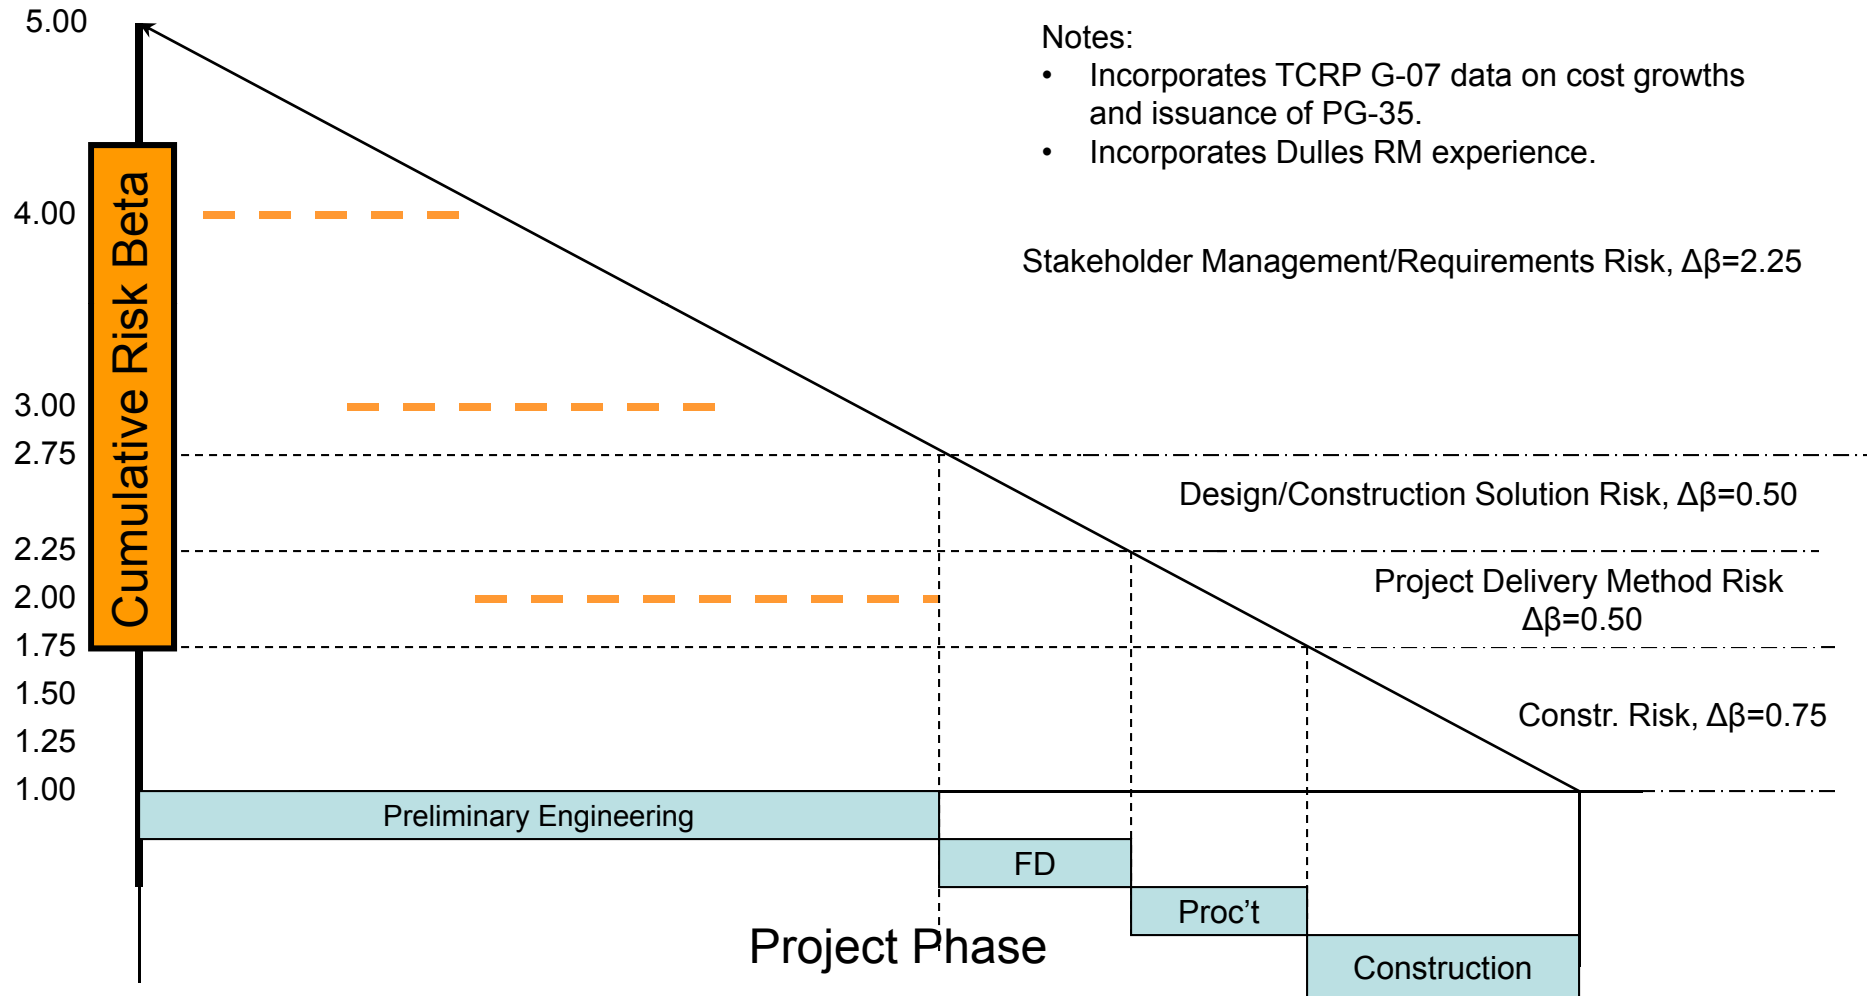 5.00
Notes:
• Incorporates TCRP G-07 data on cost growths
and issuance of PG-35.
• Incorporates Dulles RM experience.
Cumulative Risk Beta
4.00
Stakeholder Management/Requirements Risk, Δβ=2.25
3.00
2.75
Design/Construction Solution Risk, Δβ=0.50
2.25
Project Delivery Method Risk
Δβ=0.50
2.00
1.75
1.50
Constr. Risk, Δβ=0.75
1.25
1.00
Preliminary Engineering
FD
Proc’t
Project Phase
Construction